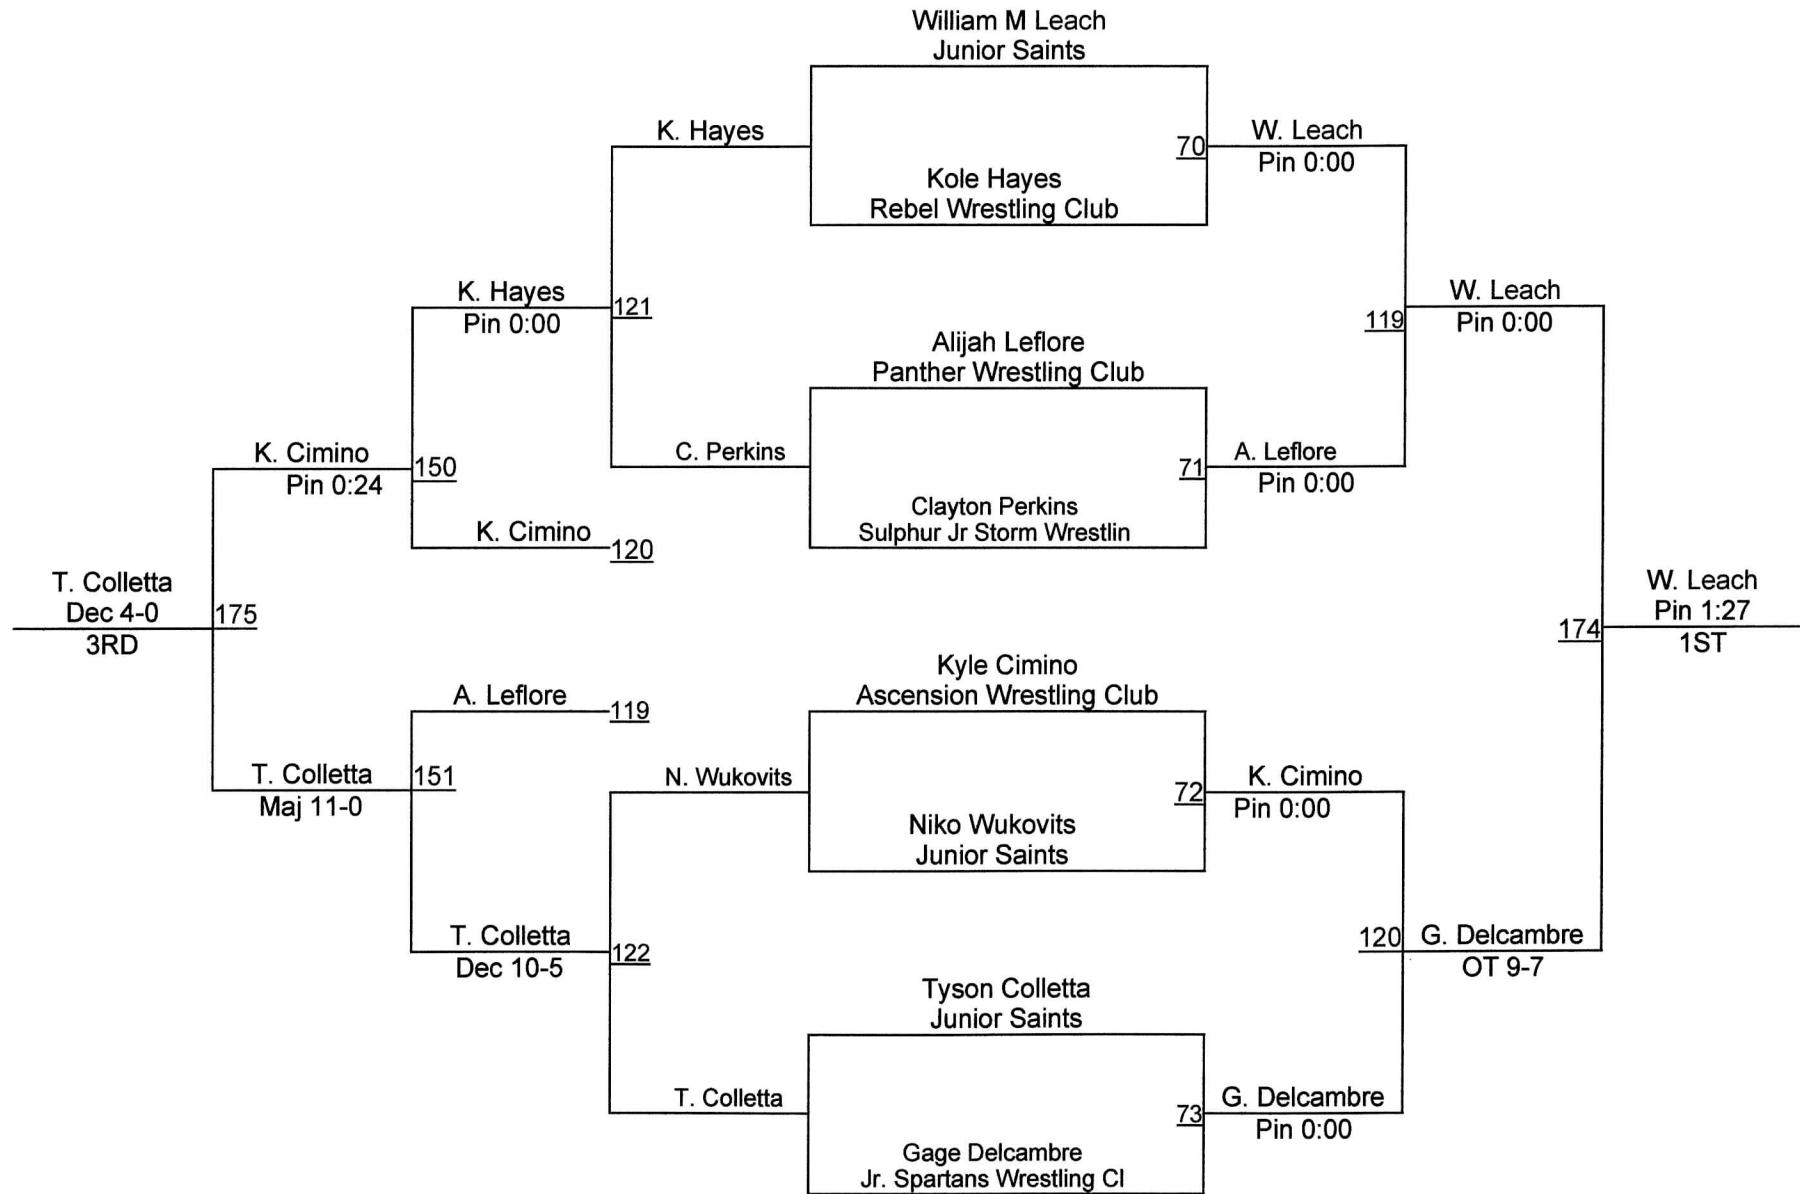 William M Leach
Junior Saints
K. Hayes
70
W. Leach
Pin 0:00
Kole Hayes
Rebel Wrestling Club
K. Hayes
Pin 0:00
121
W. Leach
Pin 0:00
119
Alijah Leflore
Panther Wrestling Club
K. Cimino
Pin 0:24
150
C. Perkins
71
A. Leflore
Pin 0:00
Clayton Perkins
Sulphur Jr Storm Wrestlin
K. Cimino
120
T. Colletta
Dec 4-0
3RD
175
174
W. Leach
Pin 1:27
1ST
Kyle Cimino
Ascension Wrestling Club
A. Leflore
119
T. Colletta
Maj 11-0
151
N. Wukovits
72
K. Cimino
Pin 0:00
Niko Wukovits
Junior Saints
T. Colletta
Dec 10-5
122
120
G. Delcambre
OT 9-7
Tyson Colletta
Junior Saints
T. Colletta
73
G. Delcambre
Pin 0:00
Gage Delcambre
Jr. Spartans Wrestling Cl